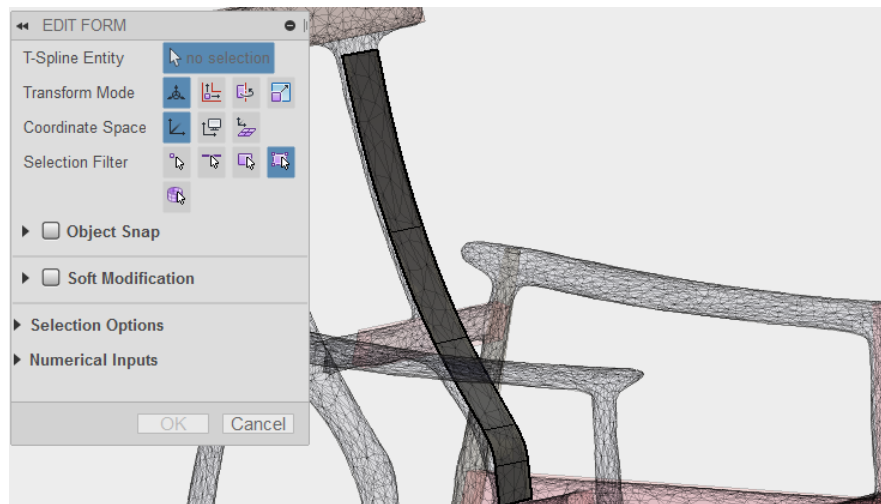 EDIT FORM
T-Spline Entity no selection
Transform Mode
Coordinate Space
Selection Filter
Object Snap
Soft Modification
Selection Options
Numerical Inputs
OK Cancel